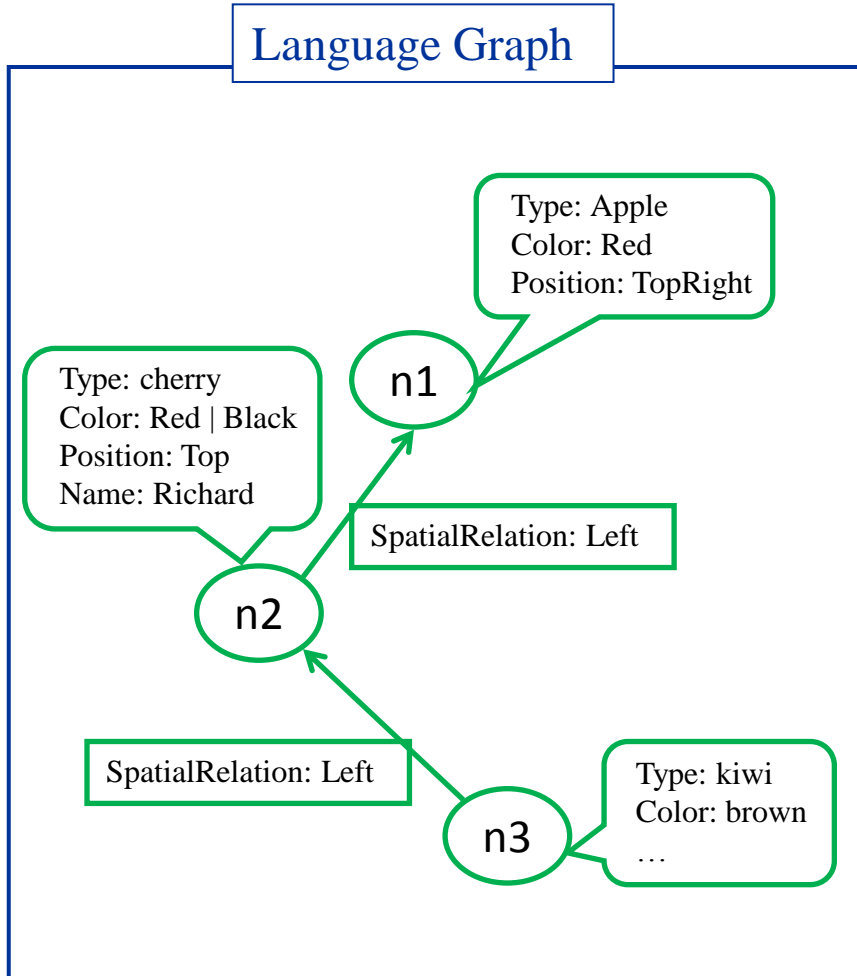 Language Graph
Type: Apple
Color: Red
Position: TopRight
n1
Type: cherry
Color: Red | Black
Position: Top
Name: Richard
SpatialRelation: Left
n2
SpatialRelation: Left
Type: kiwi
Color: brown
…
n3